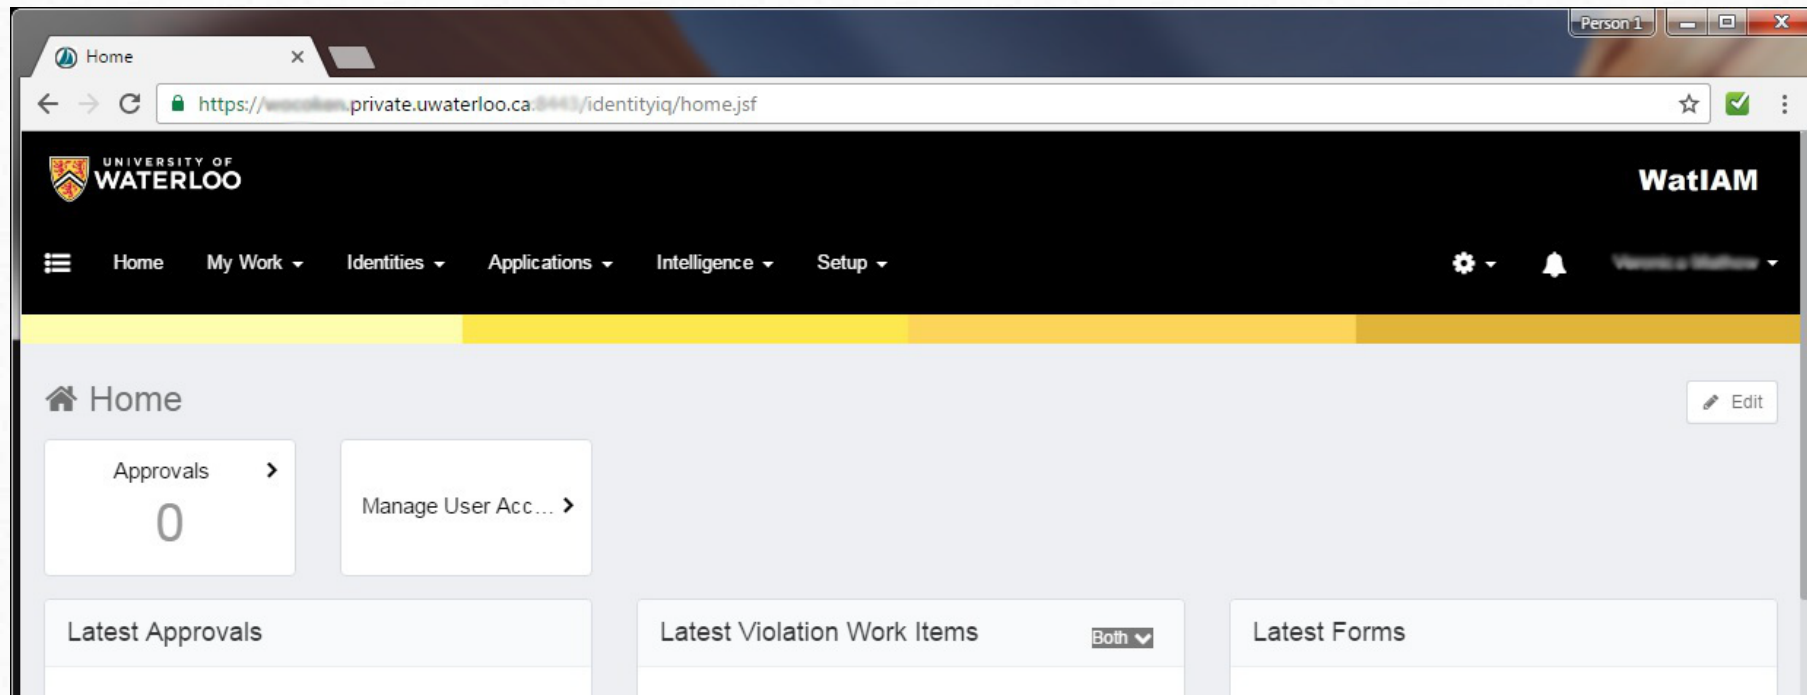 Person 1
Home
https:// .private.uwaterloo.ca /identityiq/home.jsf
UNIVERSITY OF
WATERLOO
WatIAM
Home My Work Identities Applications Intelligence Setup
Home
Edit
Approvals
0
Manage User Acc...
Latest Approvals
Latest Violation Work Items
Both
Latest Forms